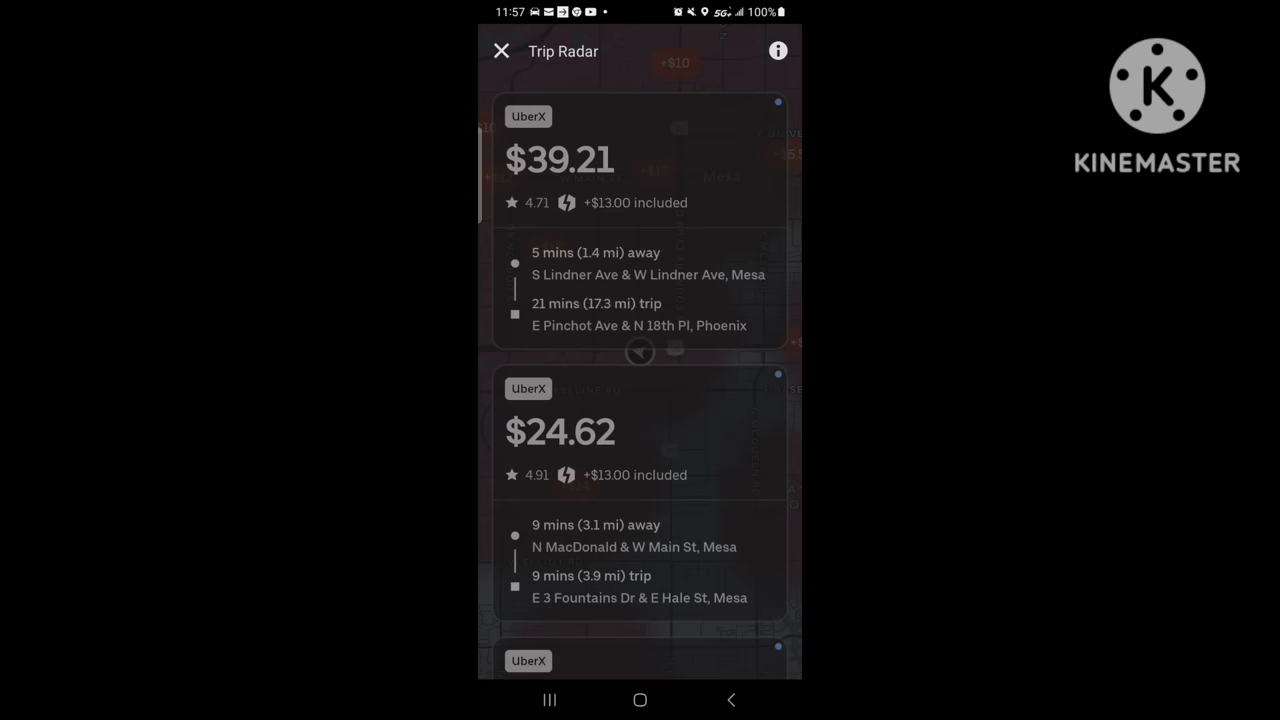 11:57
5G+ 100%
Trip Radar
+$10
UberX
$39.21
4.71 +$13.00 included
Mesa
5 mins (1.4 mi) away
S Lindner Ave & W Lindner Ave, Mesa
21 mins (17.3 mi) trip
E Pinchot Ave & N 18th Pl, Phoenix
UberX
$24.62
4.91 +$13.00 included
9 mins (3.1 mi) away
N MacDonald & W Main St, Mesa
9 mins (3.9 mi) trip
E 3 Fountains Dr & E Hale St, Mesa
UberX
K
KINEMASTER